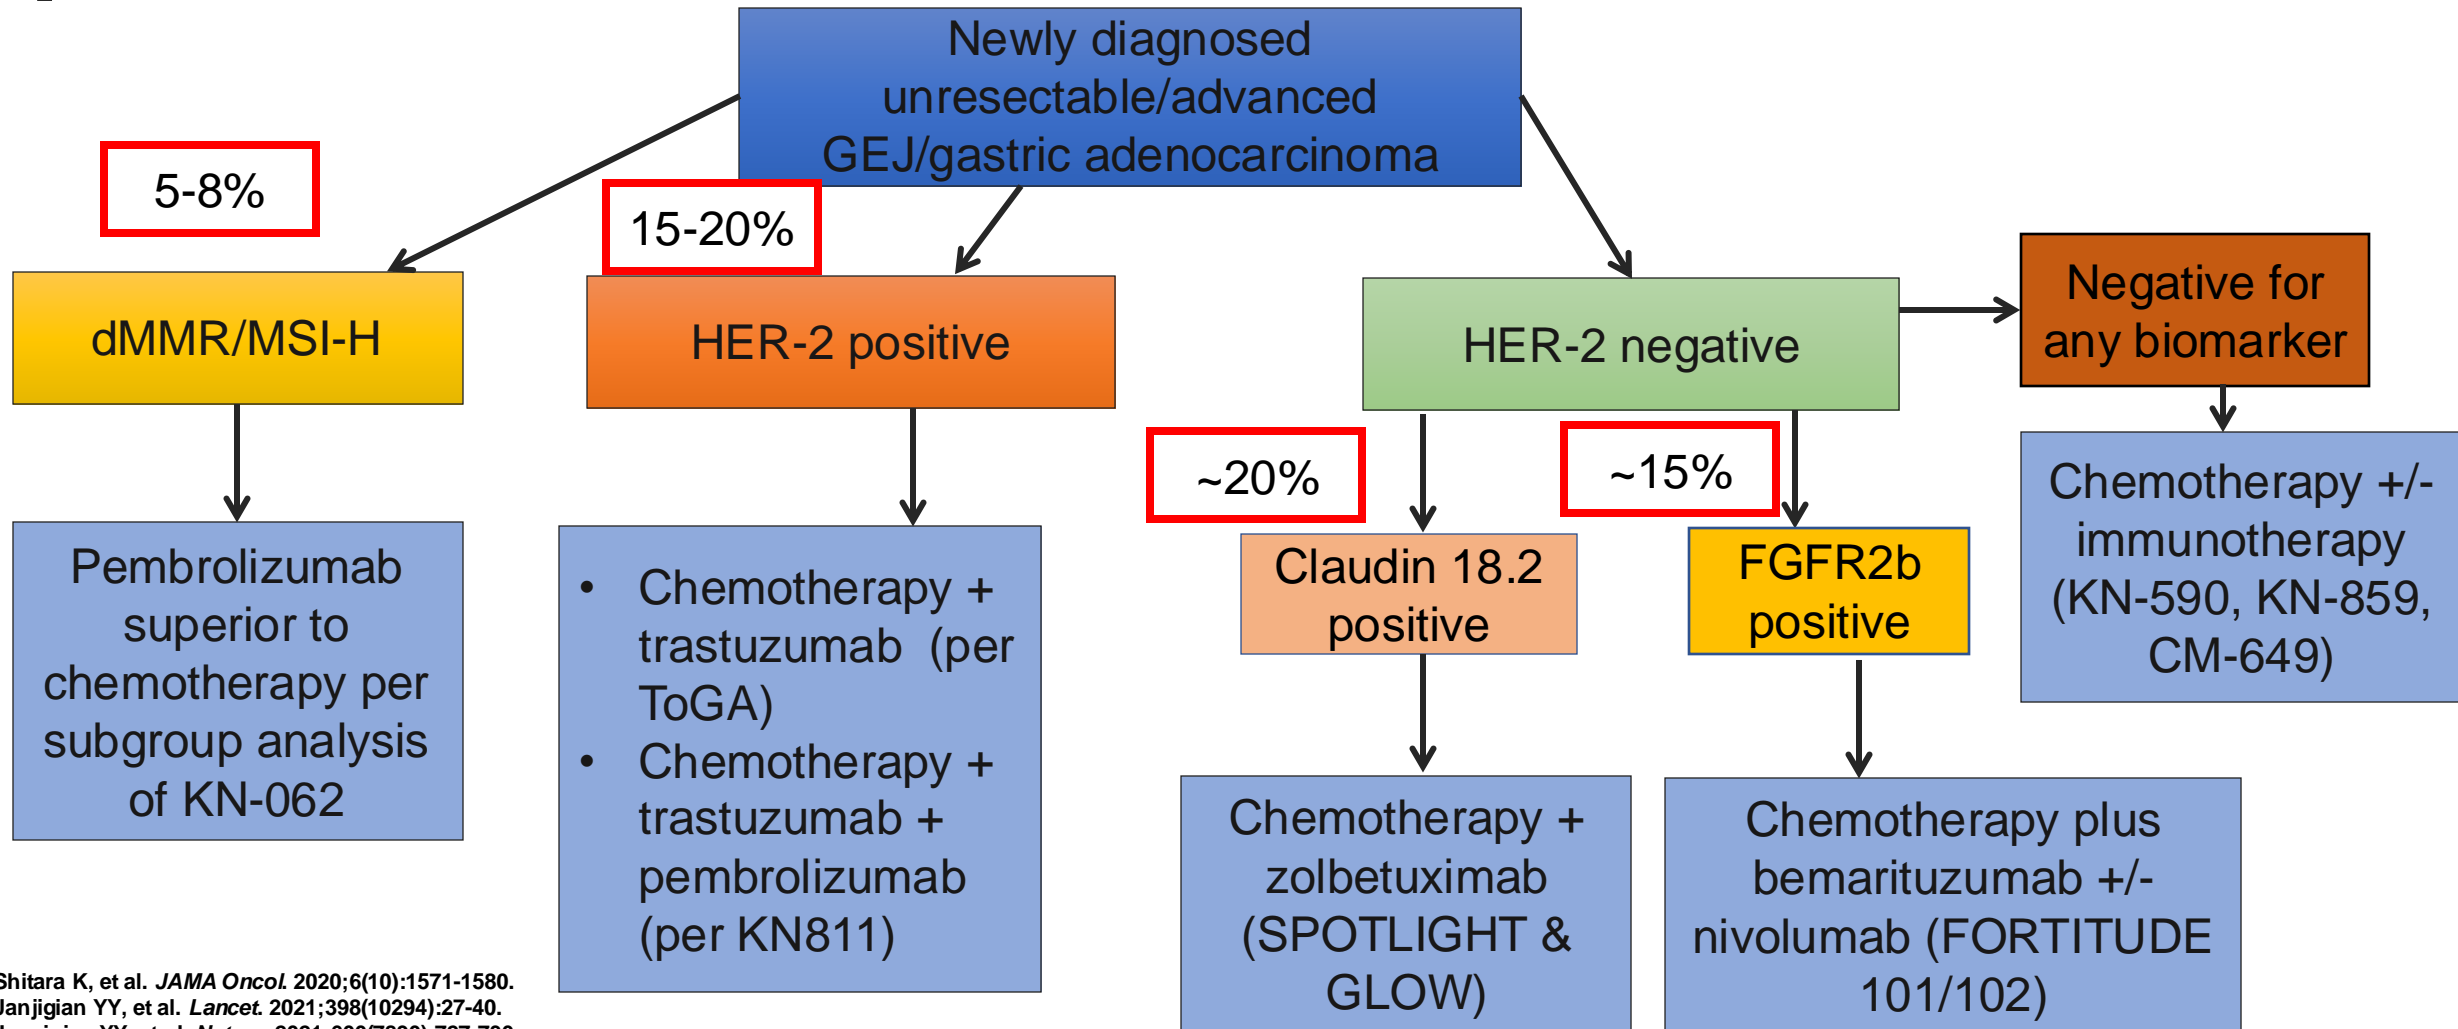 Newly diagnosed
unresectable/advanced
GEJ/gastric adenocarcinoma
5-8%
15-20%
dMMR/MSI-H
HER-2 positive
HER-2 negative
Negative for
any biomarker
~20%
~15%
Pembrolizumab
superior to
chemotherapy per
subgroup analysis
of KN-062
• Chemotherapy +
trastuzumab (per
ToGA)
• Chemotherapy +
trastuzumab +
pembrolizumab
(per KN811)
Claudin 18.2
positive
FGFR2b
positive
Chemotherapy +/-
immunotherapy
(KN-590, KN-859,
CM-649)
Chemotherapy +
zolbetuximab
(SPOTLIGHT &
GLOW)
Chemotherapy plus
bemarituzumab +/-
nivolumab (FORTITUDE
101/102)
Shitara K, et al. JAMA Oncol. 2020;6(10):1571-1580.
Janjigian YY, et al. Lancet. 2021;398(10294):27-40.